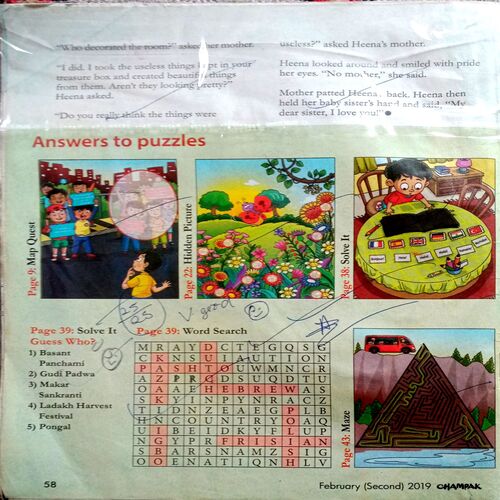 "Who decorated the room?" asked her mother.
"I did. I took the useless things kept in your
treasure box and created beautiful things
from them. Aren't they looking pretty?"
Heena asked.
"Do you really think the things were
useless?" asked Heena's mother.
Heena looked around and smiled with pride
her eyes. "No mother," she said.
Mother patted Heena back. Heena then
held her baby sister's hand and said, "My
dear sister, I love you!"
Answers to puzzles
Page 9: Map Quest
Page 22: Hidden Picture
Page 38: Solve It
25
25
V. good
Page 39: Solve It
Guess Who?
1) Basant
Panchami
2) Gudi Padwa
3) Makar
Sankranti
4) Ladakh Harvest
Festival
5) Pongal
Page 39: Word Search
M R A Y D C T E G Q S G
C K N S U L A U T I O N
P A S H T O U W M N C R
O A A E H E B R E W A S
S K Y I N P Y N R A C Z
H N C O U N T R Y O A Q
N G Y P R F R I S I A N
S B A R S N A M Z S L G
O O E N A T I Q N H L V
Page 43: Maze
58
February (Second) 2019 CHAMPAK